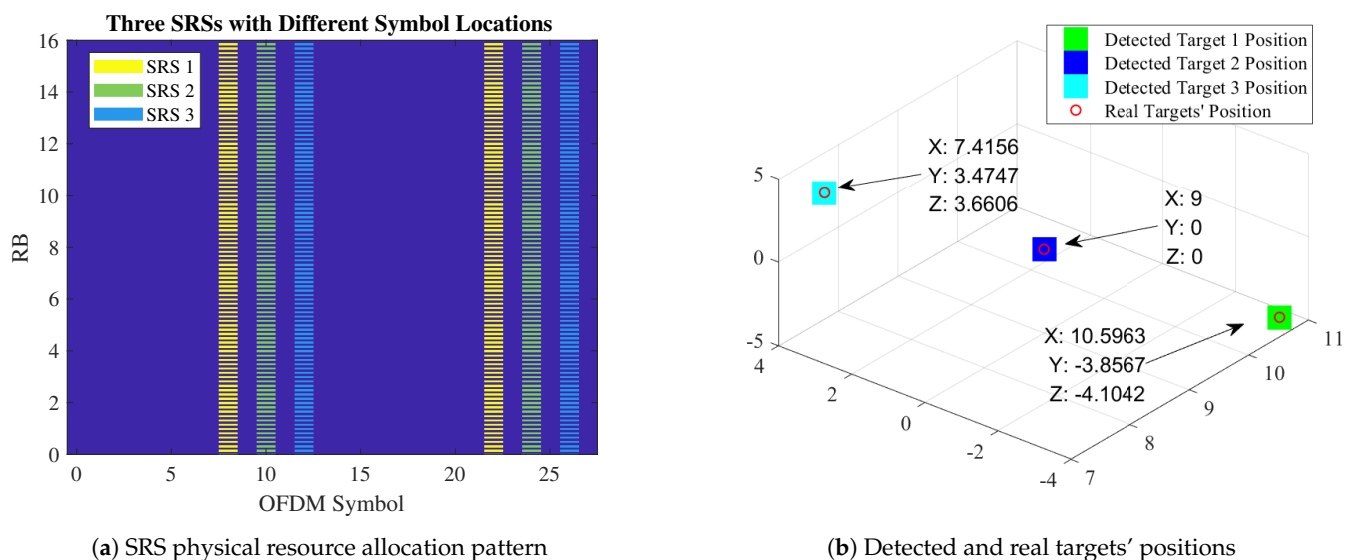 Three SRSs with Different Symbol Locations
16
14
12
10
8
6
4
2
0
RB
SRS 1
SRS 2
SRS 3
0
5
10
15
20
25
OFDM Symbol
(a) SRS physical resource allocation pattern
Detected Target 1 Position
Detected Target 2 Position
Detected Target 3 Position
Real Targets' Position
X: 7.4156
Y: 3.4747
Z: 3.6606
X: 9
Y: 0
Z: 0
X: 10.5963
Y: -3.8567
Z: -4.1042
5
0
-5
4
2
0
-2
-4
7
8
9
10
11
(b) Detected and real targets’ positions